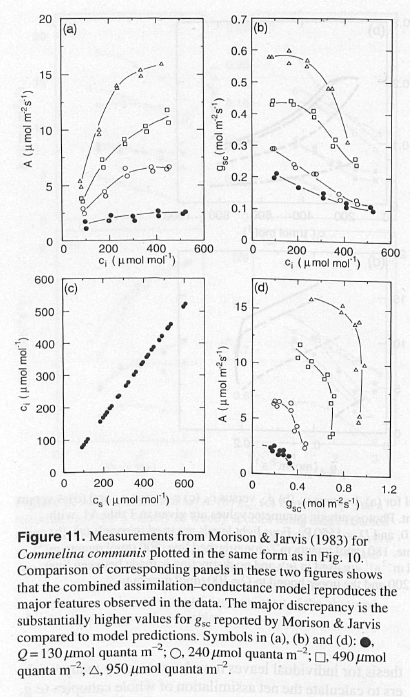 (a)
20
15
10
5
0
A (μmol m⁻²s⁻¹)
0 200 400 600
cᵢ (μmol mol⁻¹)
(b)
0.7
0.6
0.5
0.4
0.3
0.2
0.1
0
g_sc (mol m⁻²s⁻¹)
0 200 400 600
cᵢ (μmol mol⁻¹)
(c)
600
500
400
300
200
100
0
cᵢ (μmol mol⁻¹)
0 200 400 600
c_s (μmol mol⁻¹)
(d)
15
10
5
0
A (μmol m⁻²s⁻¹)
0 0.4 0.8 1.2
g_sc (mol m⁻²s⁻¹)
Figure 11. Measurements from Morison & Jarvis (1983) for
Commelina communis plotted in the same form as in Fig. 10.
Comparison of corresponding panels in these two figures shows
that the combined assimilation–conductance model reproduces the
major features observed in the data. The major discrepancy is the
substantially higher values for g_sc reported by Morison & Jarvis
compared to model predictions. Symbols in (a), (b) and (d): ●,
Q = 130 μmol quanta m⁻²; ○, 240 μmol quanta m⁻²; □, 490 μmol
quanta m⁻²; △, 950 μmol quanta m⁻².